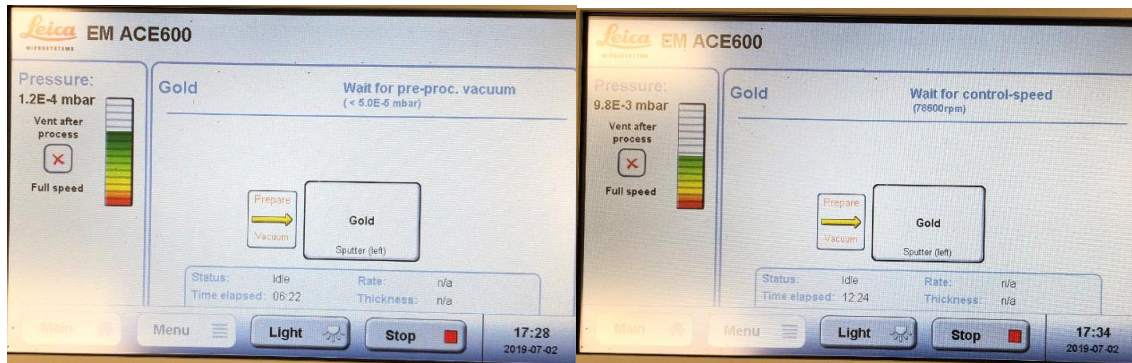 Leica EM ACE600
MICROSYSTEMS
Pressure:
1.2E-4 mbar
Vent after
process
Full speed
Gold
Wait for pre-proc. vacuum
( < 5.0E-5 mbar)
Prepare
Vacuum
Gold
Sputter (left)
Status: Idle Rate: n/a
Time elapsed: 06:22 Thickness: n/a
Main Menu Light Stop 17:28
2019-07-02
Leica EM ACE600
MICROSYSTEMS
Pressure:
9.8E-3 mbar
Vent after
process
Full speed
Gold
Wait for control-speed
(78600rpm)
Prepare
Vacuum
Gold
Sputter (left)
Status: Idle Rate: n/a
Time elapsed: 12:24 Thickness: n/a
Main Menu Light Stop 17:34
2019-07-02